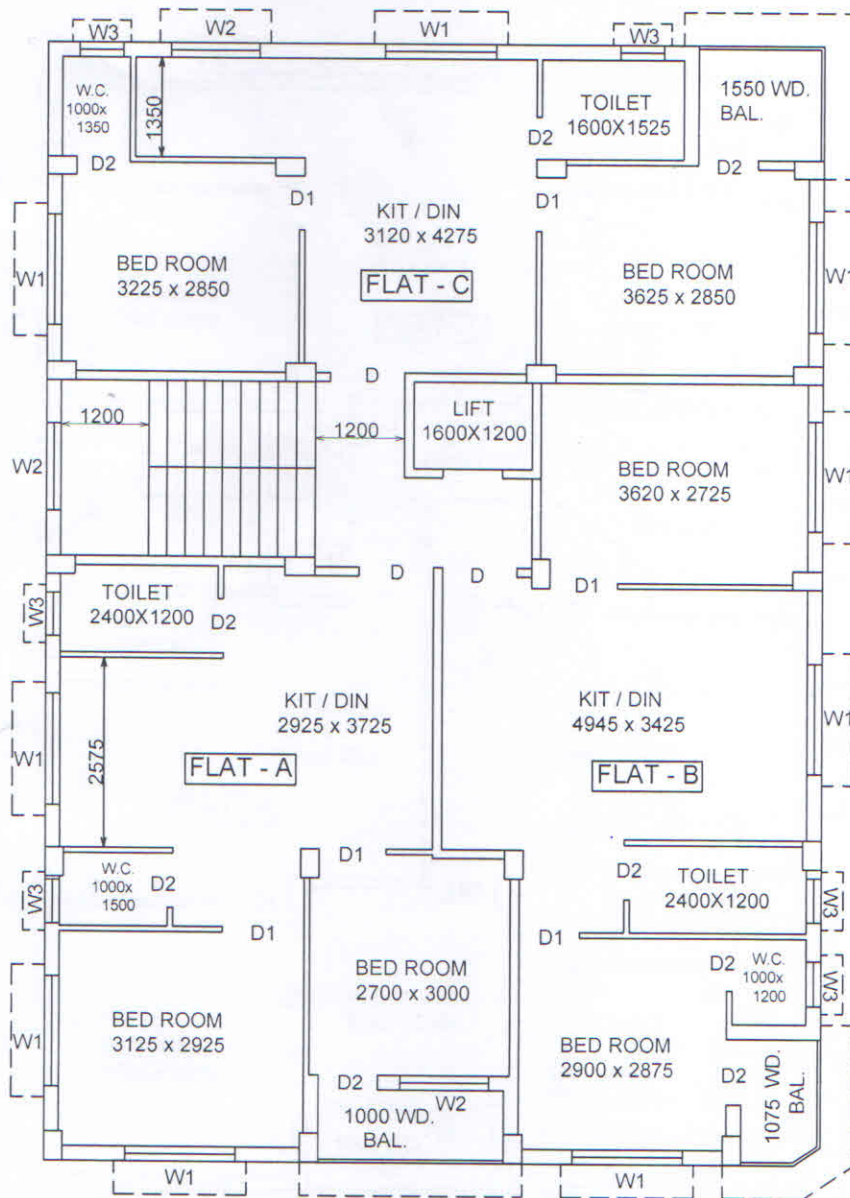 W3
W2
W1
W3
W.C.
1000x
1350
1350
TOILET
1600X1525
1550 WD.
BAL.
D2
D2
D2
D1
D1
KIT / DIN
3120 x 4275
FLAT - C
BED ROOM
3225 x 2850
BED ROOM
3625 x 2850
W1
W1
D
LIFT
1600X1200
1200
1200
W2
BED ROOM
3620 x 2725
W1
D
D
D1
TOILET
2400X1200
W3
D2
KIT / DIN
2925 x 3725
KIT / DIN
4945 x 3425
W1
2575
FLAT - A
FLAT - B
W1
D1
W.C.
1000x
1500
D2
W3
D2
TOILET
2400X1200
W3
D1
D1
BED ROOM
2700 x 3000
D2
W.C.
1000x
1200
W3
BED ROOM
3125 x 2925
W1
BED ROOM
2900 x 2875
D2
W2
D2
1075 WD.
BAL.
1000 WD.
BAL.
W1
W1